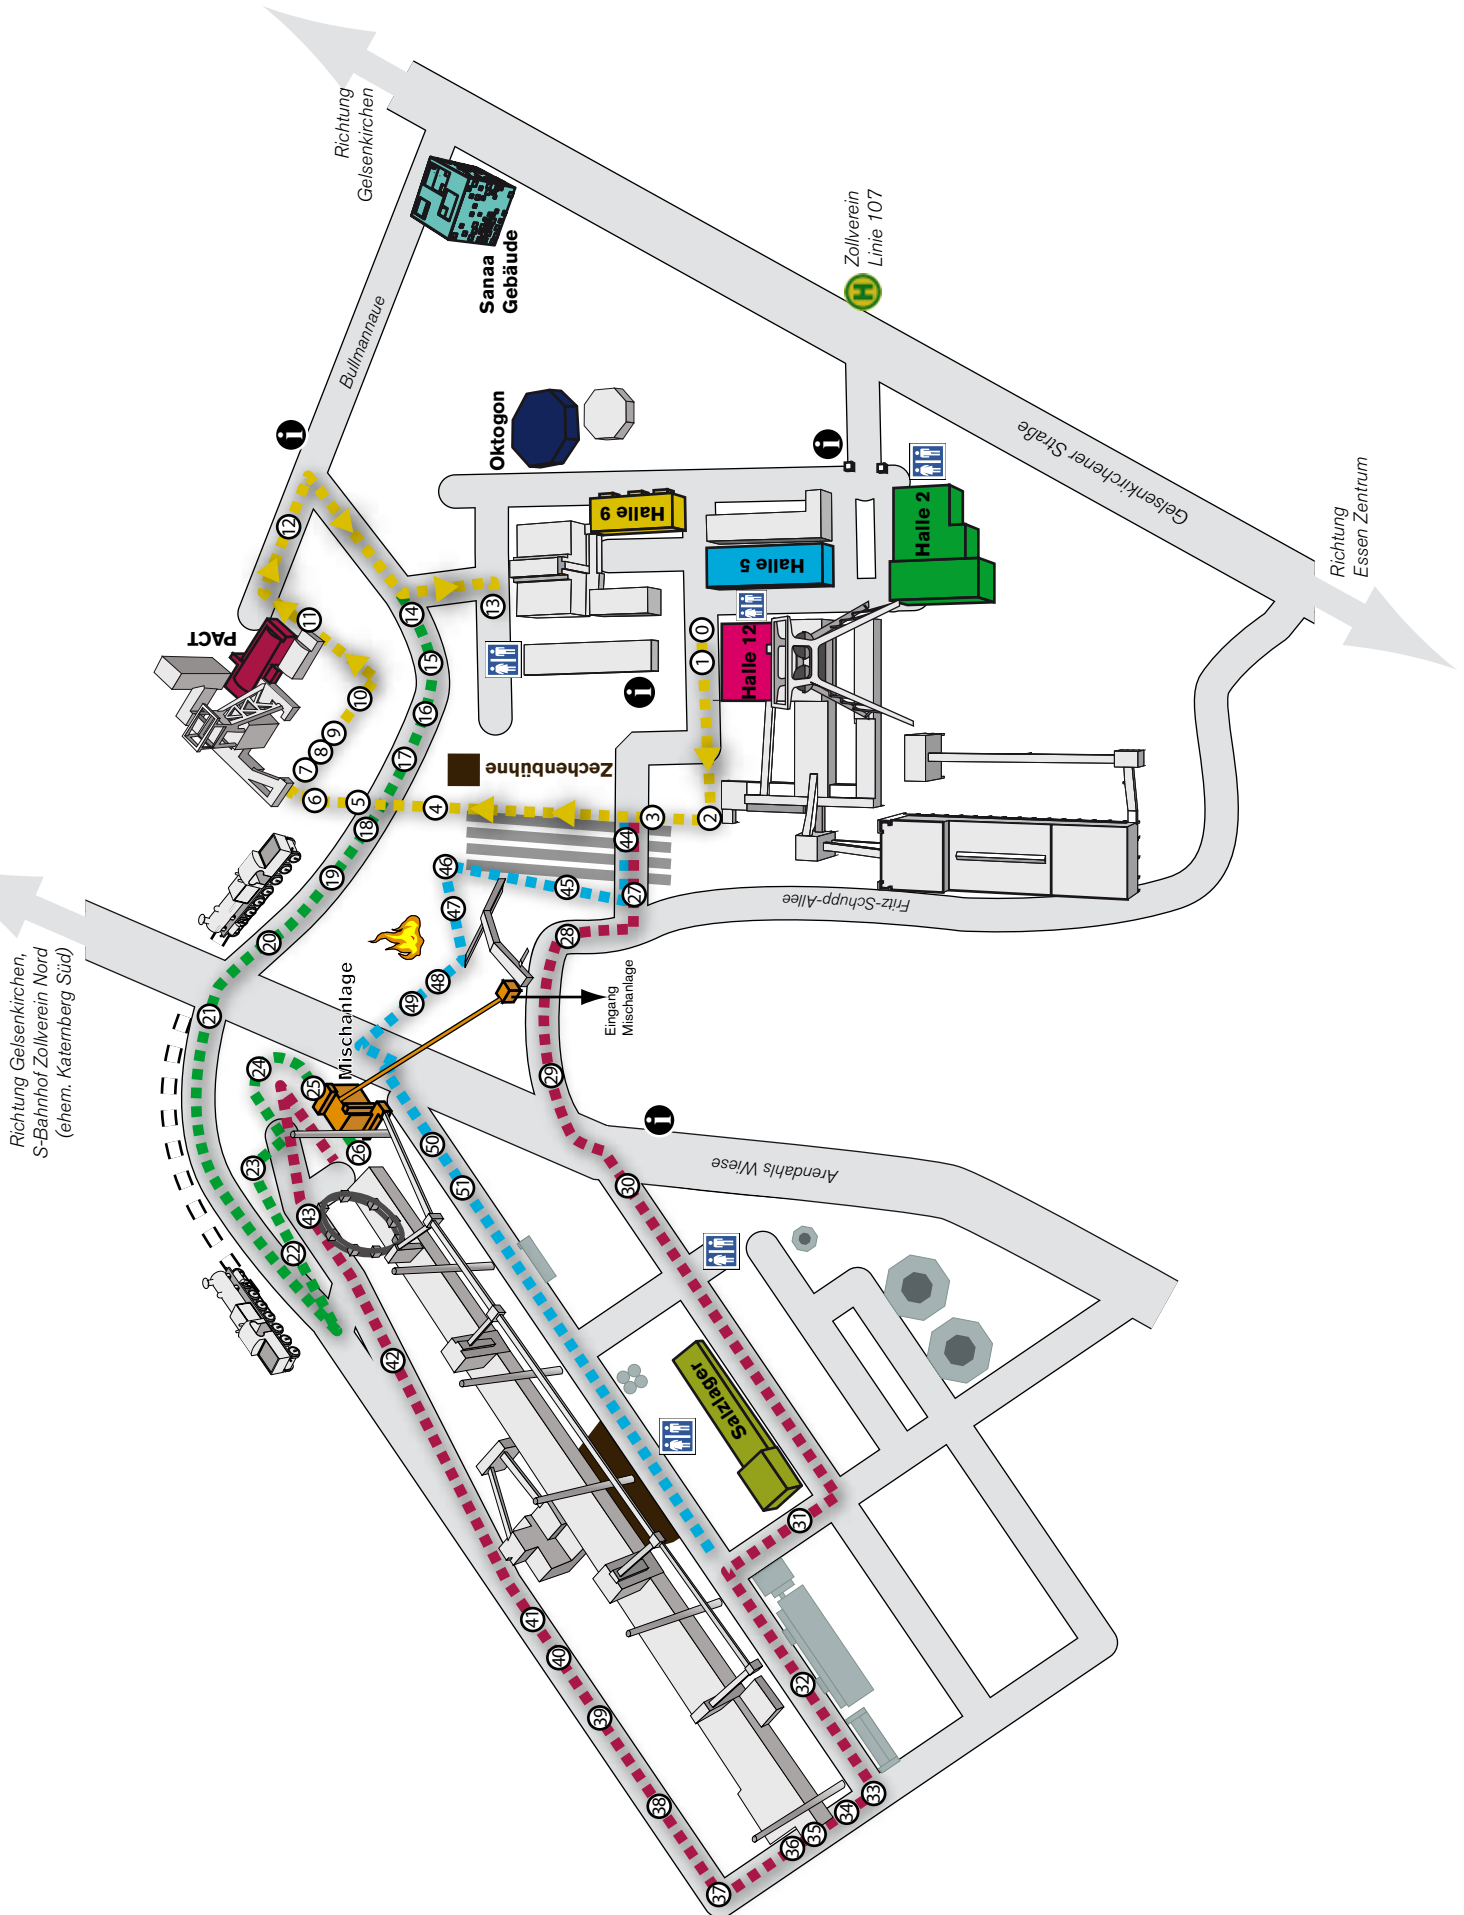 Richtung
Gelsenkirchen
Zollverein
Linie 107
H
Sanaa
Gebäude
Bullmannaue
Oktogon
Gelsenkirchener Straße
Richtung
Essen Zentrum
i
i
i
i
Halle 9
Halle 5
Halle 2
Halle 12
PACT
Zechenbühne
Fritz-Schupp-Allee
Richtung Gelsenkirchen,
S-Bahnhof Zollverein Nord
(ehem. Katernberg Süd)
Mischanlage
Eingang
Mischanlage
Arendahls Wiese
Salzlager
0
1
2
3
4
5
6
7
8
9
10
11
12
13
14
15
16
17
18
19
20
21
22
23
24
25
26
27
28
29
30
31
32
33
34
35
36
37
38
39
40
41
42
43
44
45
46
47
48
49
50
51